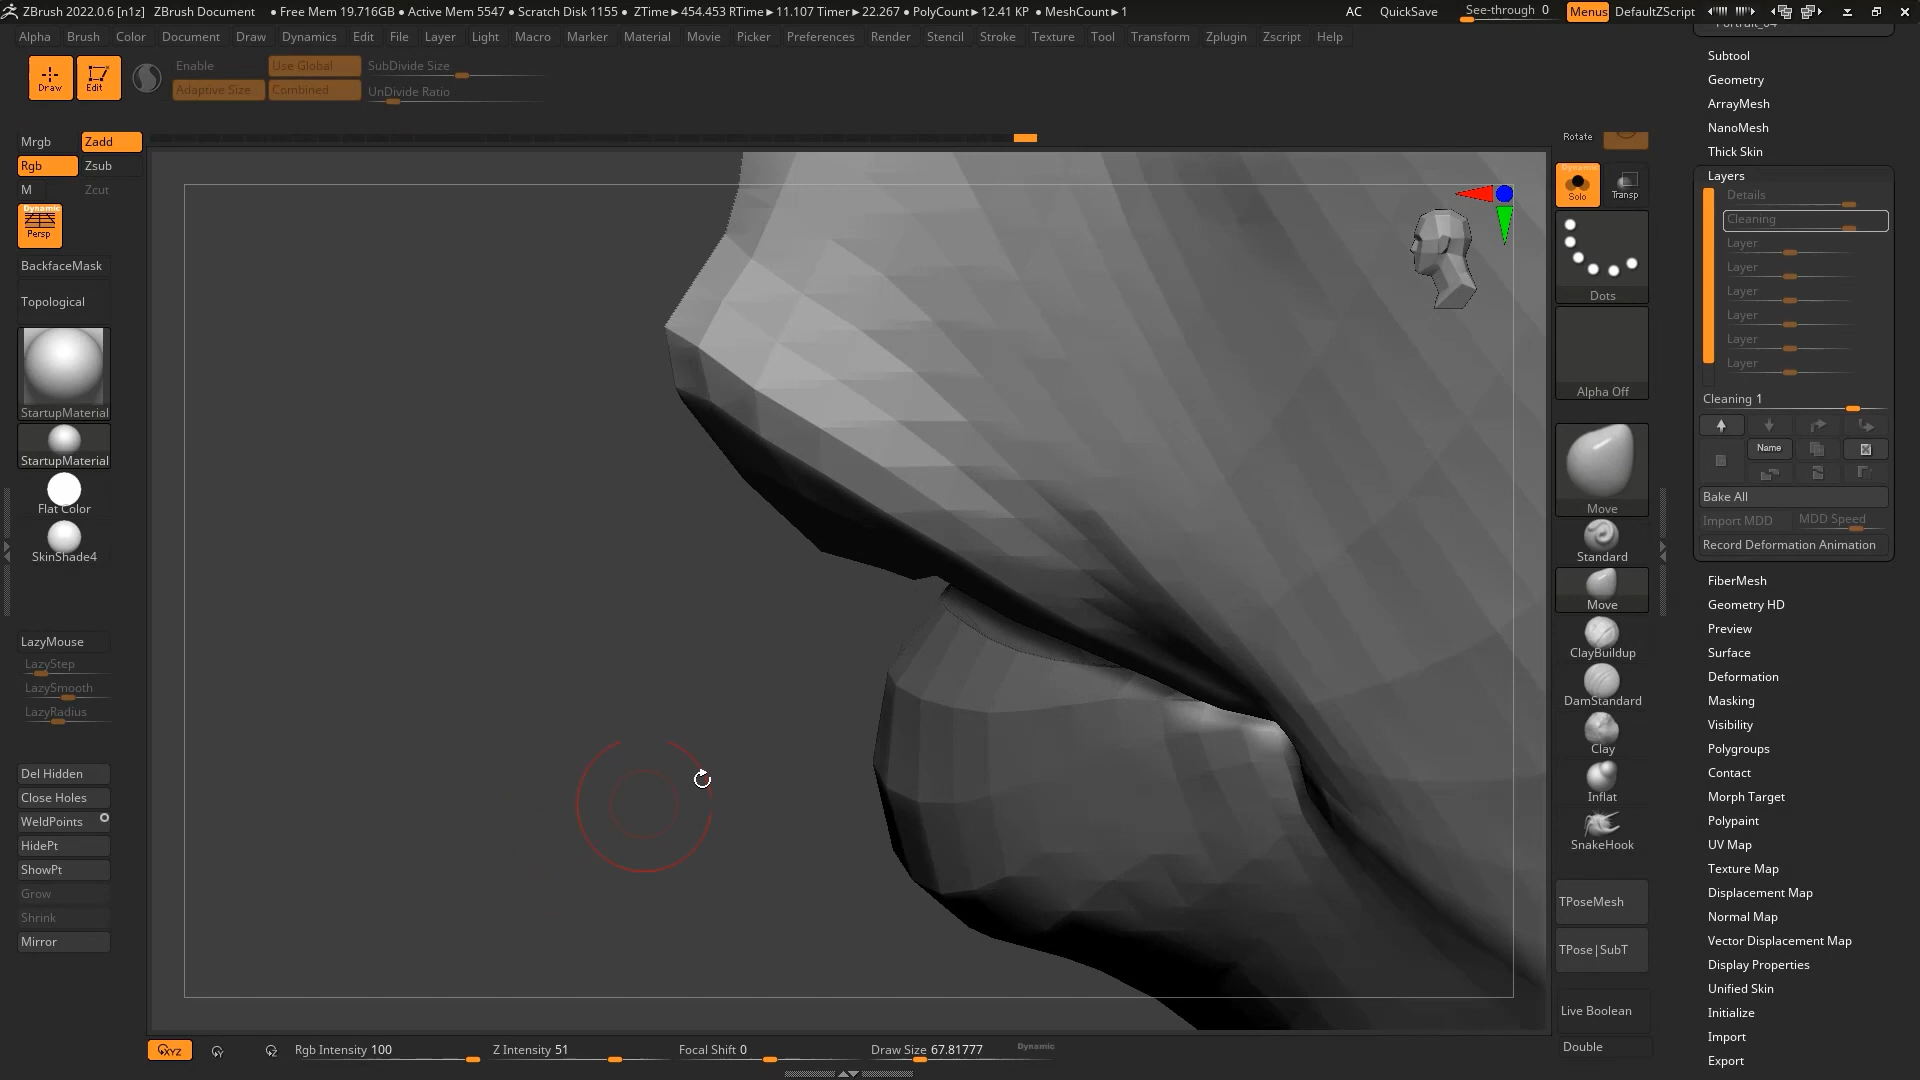 ZBrush 2022.0.6 [n1z] ZBrush Document ● Free Mem 19.716GB ● Active Mem 5547 ● Scratch Disk 1155 ● ZTime►454.453 RTime►11.107 Timer►22.267 ● PolyCount►12.41 KP ● MeshCount►1 AC QuickSave See-through 0 Menus DefaultZScript
Alpha Brush Color Document Draw Dynamics Edit File Layer Light Macro Marker Material Movie Picker Preferences Render Stencil Stroke Texture Tool Transform Zplugin Zscript Help
Draw Edit
Enable Use Global SubDivide Size
Adaptive Size Combined UnDivide Ratio
Mrgb Zadd
Rgb Zsub
M Zcut
Dynamic
Persp
BackfaceMask
Topological
StartupMaterial
StartupMaterial
Flat Color
SkinShade4
LazyMouse
LazyStep
LazySmooth
LazyRadius
Del Hidden
Close Holes
WeldPoints
HidePt
ShowPt
Grow
Shrink
Mirror
XYZ Y Z Rgb Intensity 100 Z Intensity 51 Focal Shift 0 Draw Size 67.81777 Dynamic
Rotate
Dynamic
Solo Transp
Dots
Alpha Off
Move
Standard
Move
ClayBuildup
DamStandard
Clay
Inflat
SnakeHook
TPoseMesh
TPose|SubT
Live Boolean
Double
Subtool
Geometry
ArrayMesh
NanoMesh
Thick Skin
Layers
Details
Cleaning
Layer
Layer
Layer
Layer
Layer
Layer
Cleaning 1
Name
Bake All
Import MDD MDD Speed
Record Deformation Animation
FiberMesh
Geometry HD
Preview
Surface
Deformation
Masking
Visibility
Polygroups
Contact
Morph Target
Polypaint
UV Map
Texture Map
Displacement Map
Normal Map
Vector Displacement Map
Display Properties
Unified Skin
Initialize
Import
Export